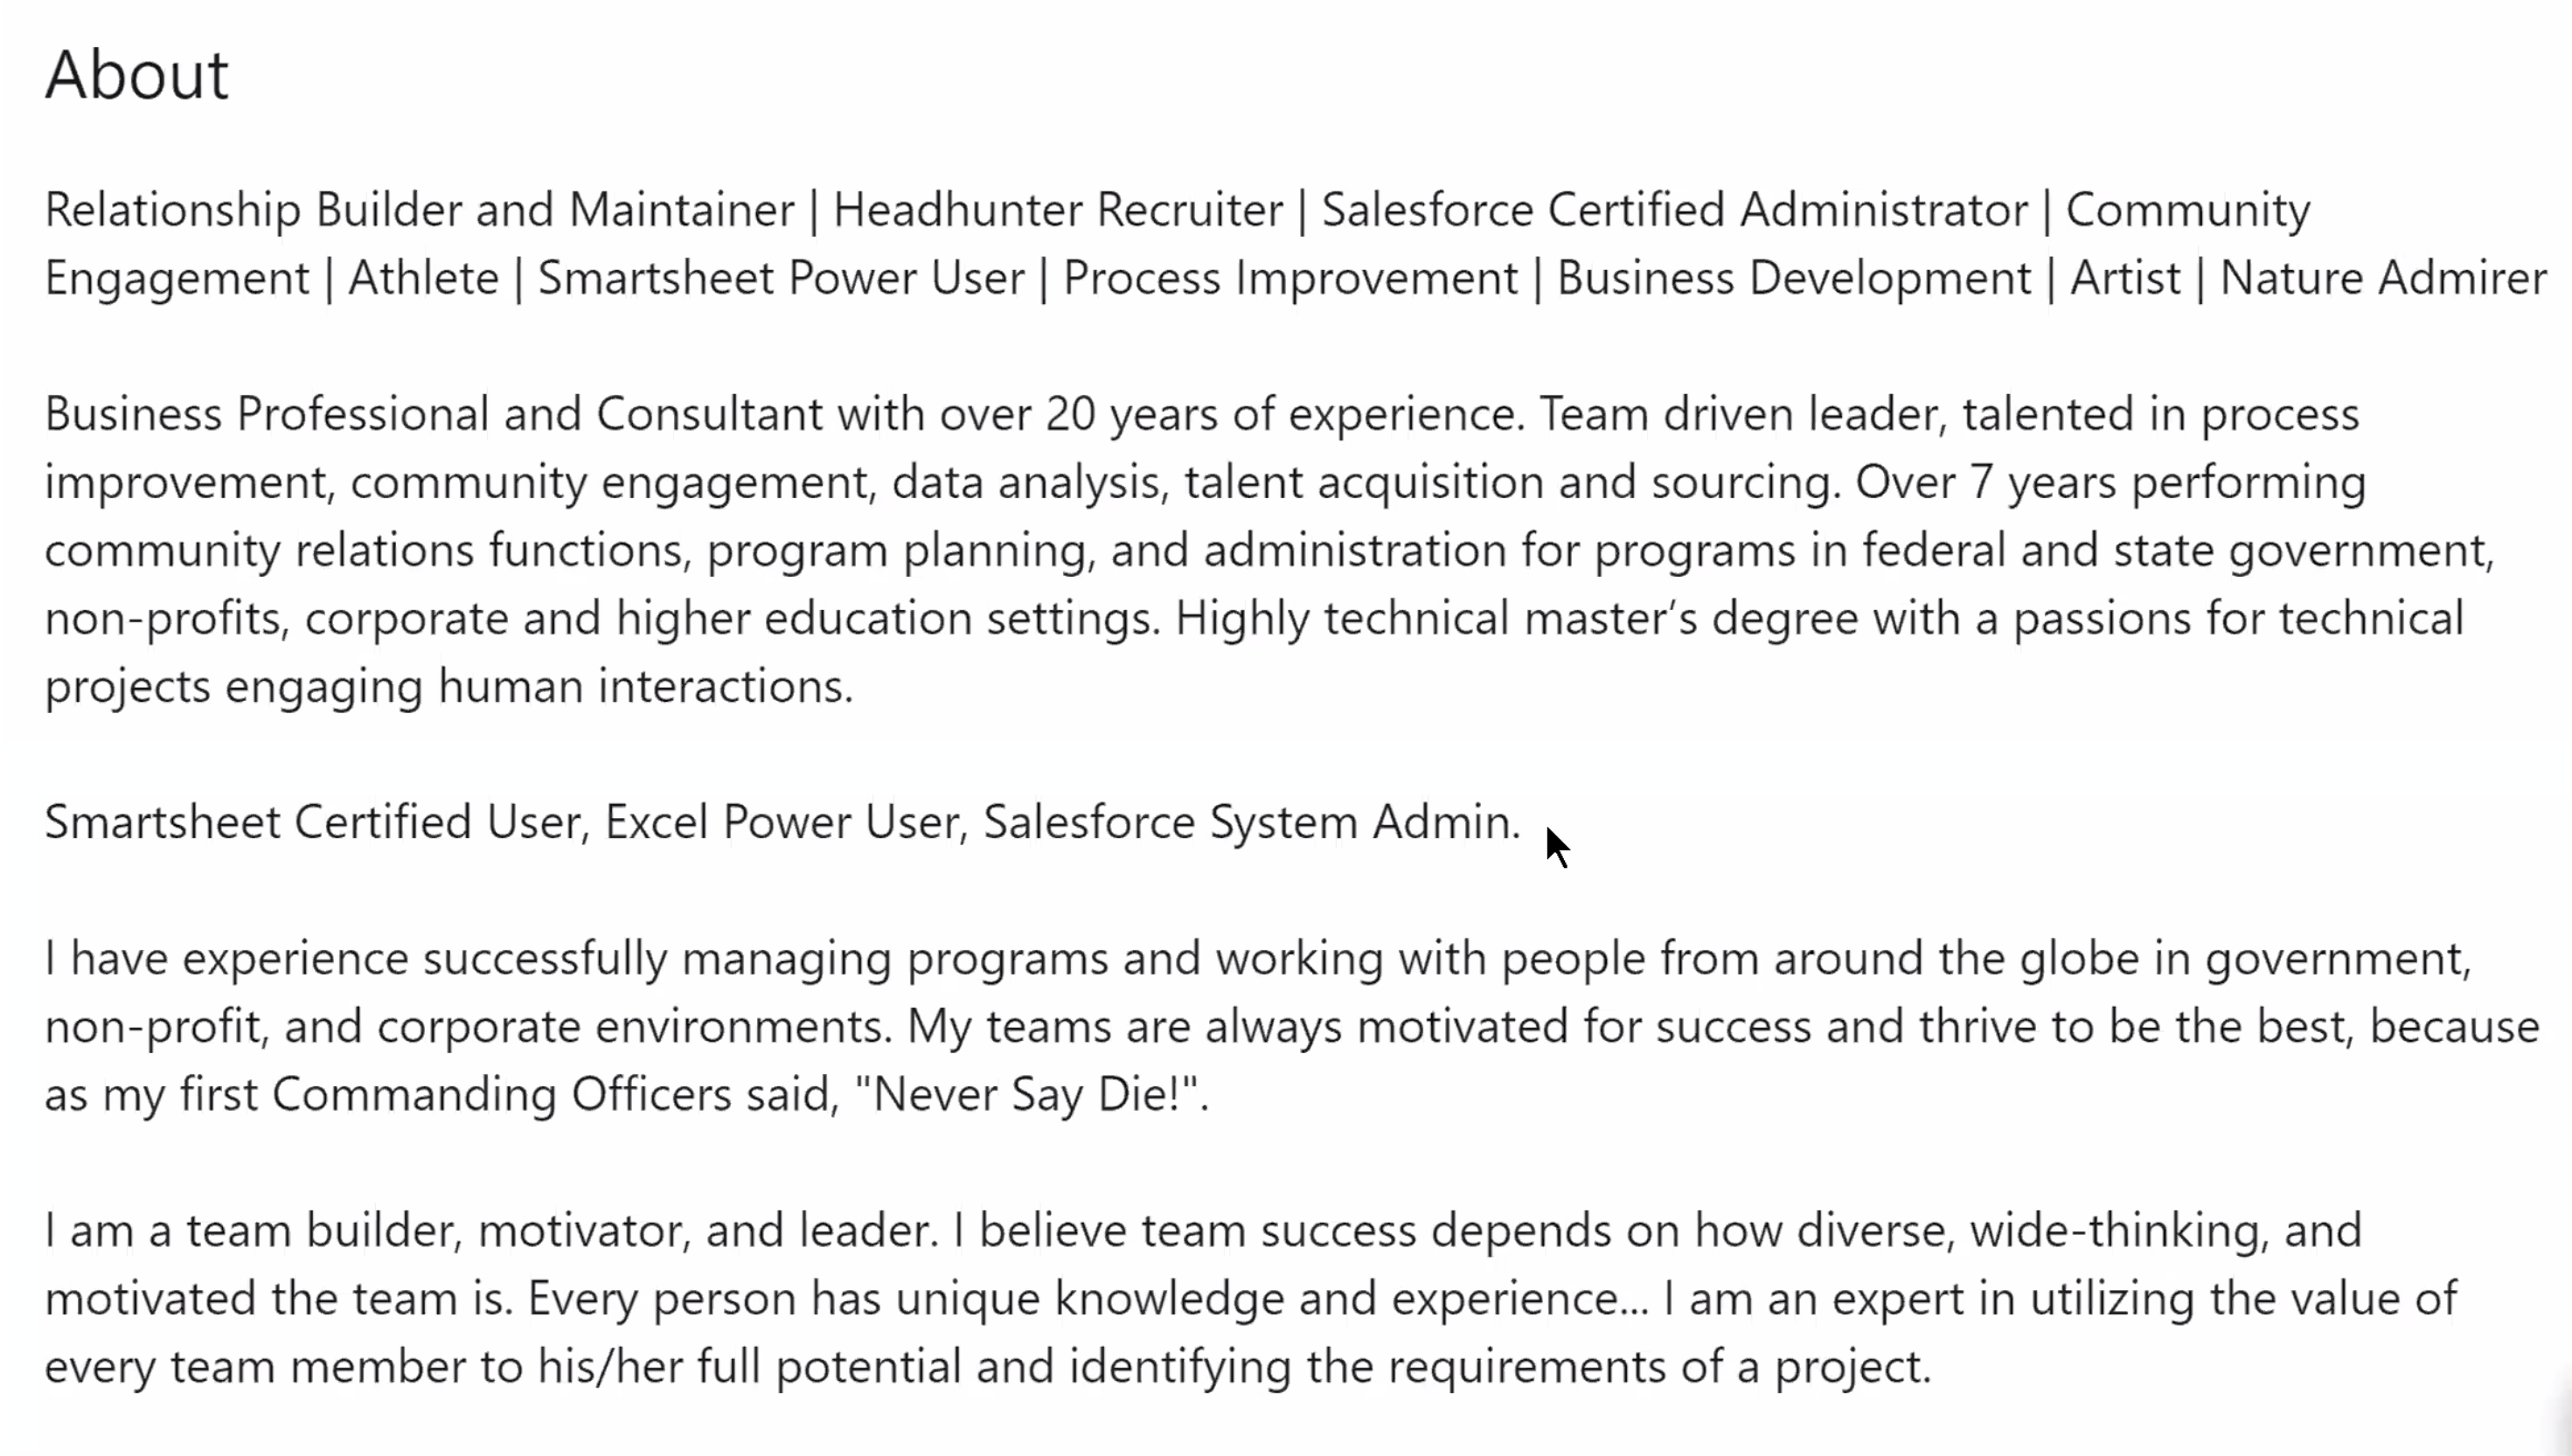 About
Relationship Builder and Maintainer | Headhunter Recruiter | Salesforce Certified Administrator | Community
Engagement | Athlete | Smartsheet Power User | Process Improvement | Business Development | Artist | Nature Admirer
Business Professional and Consultant with over 20 years of experience. Team driven leader, talented in process
improvement, community engagement, data analysis, talent acquisition and sourcing. Over 7 years performing
community relations functions, program planning, and administration for programs in federal and state government,
non-profits, corporate and higher education settings. Highly technical master’s degree with a passions for technical
projects engaging human interactions.
Smartsheet Certified User, Excel Power User, Salesforce System Admin.
I have experience successfully managing programs and working with people from around the globe in government,
non-profit, and corporate environments. My teams are always motivated for success and thrive to be the best, because
as my first Commanding Officers said, "Never Say Die!".
I am a team builder, motivator, and leader. I believe team success depends on how diverse, wide-thinking, and
motivated the team is. Every person has unique knowledge and experience... I am an expert in utilizing the value of
every team member to his/her full potential and identifying the requirements of a project.